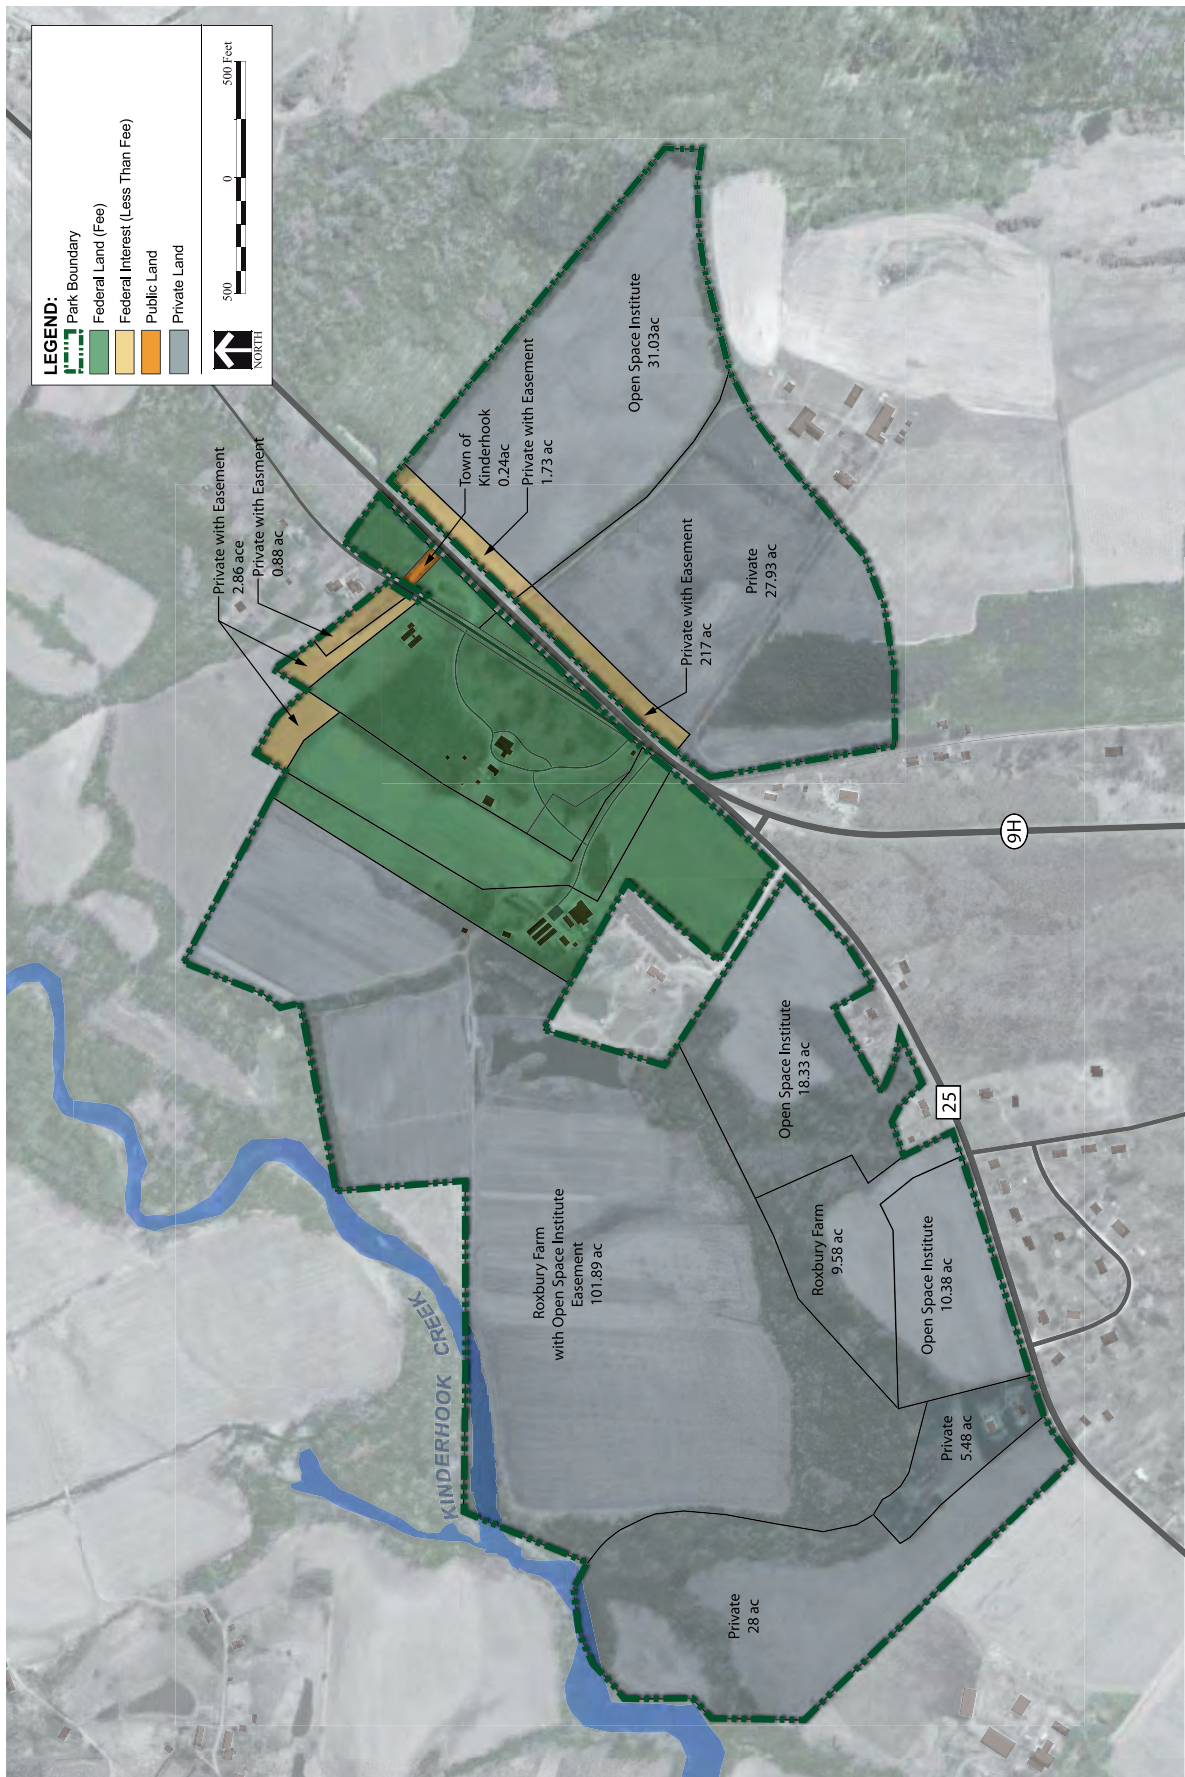 LEGEND:
Park Boundary
Federal Land (Fee)
Federal Interest (Less Than Fee)
Public Land
Private Land
NORTH
500
0
500 Feet
Private with Easement
2.86 ace
Private with Easment
0.88 ac
Town of
Kinderhook
0.24ac
Private with Easement
1.73 ac
Open Space Institute
31.03ac
Private with Easement
217 ac
Private
27.93 ac
9H
Open Space Institute
18.33 ac
25
Roxbury Farm
with Open Space Institute
Easement
101.89 ac
Roxbury Farm
9.58 ac
Open Space Institute
10.38 ac
KINDERHOOK CREEK
Private
5.48 ac
Private
28 ac